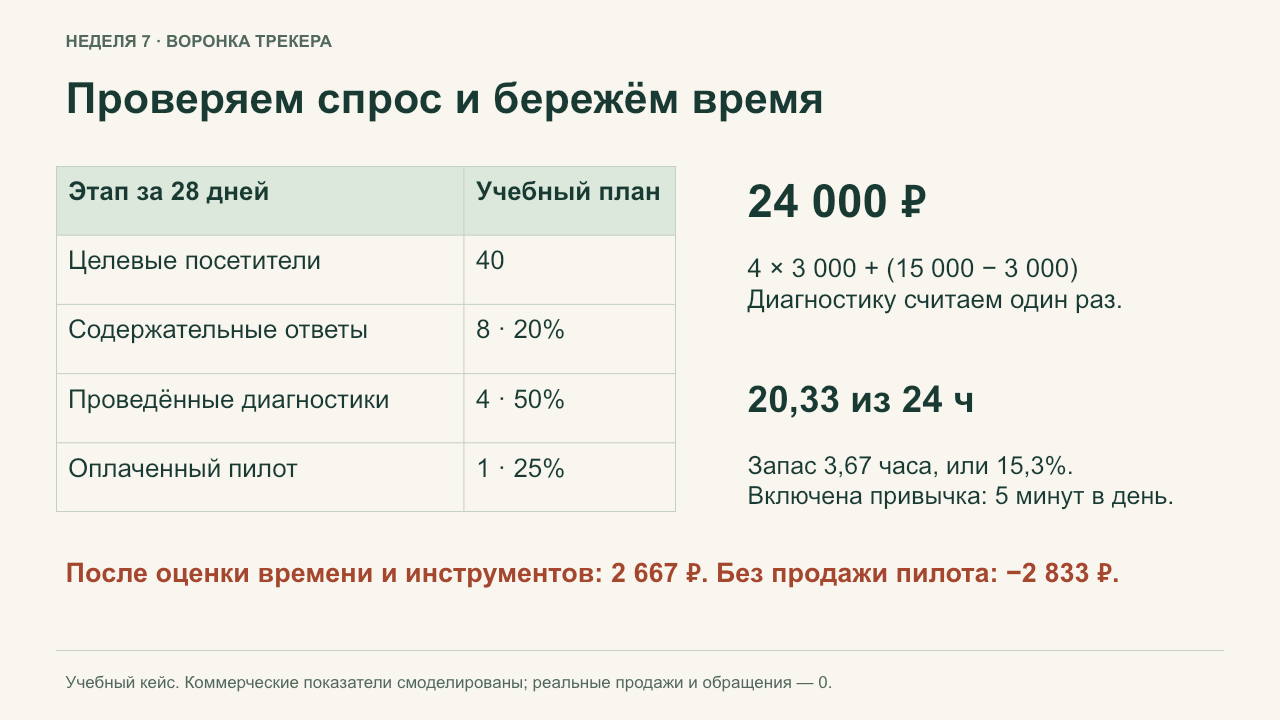 НЕДЕЛЯ 7 · ВОРОНКА ТРЕКЕРА
Проверяем спрос и бережём время
Этап за 28 дней
Учебный план
Целевые посетители
40
Содержательные ответы
8 · 20%
Проведённые диагностики
4 · 50%
Оплаченный пилот
1 · 25%
24 000 ₽
4 × 3 000 + (15 000 − 3 000)
Диагностику считаем один раз.
20,33 из 24 ч
Запас 3,67 часа, или 15,3%.
Включена привычка: 5 минут в день.
После оценки времени и инструментов: 2 667 ₽. Без продажи пилота: −2 833 ₽.
Учебный кейс. Коммерческие показатели смоделированы; реальные продажи и обращения — 0.